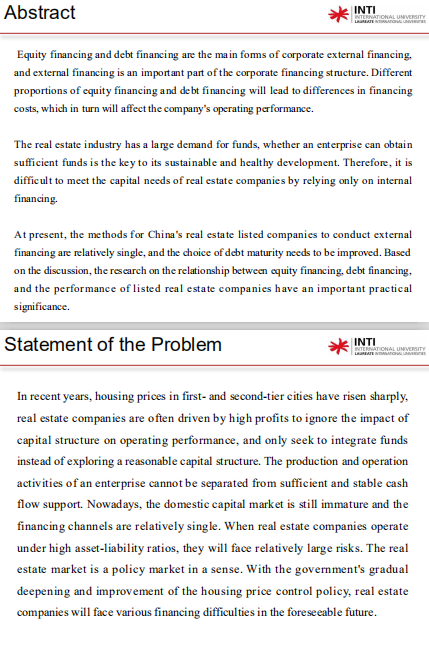 Abstract
INTI
INTERNATIONAL UNIVERSITY
LAUREATE INTERNATIONAL UNIVERSITIES
Equity financing and debt financing are the main forms of corporate external financing,
and external financing is an important part of the corporate financing structure. Different
proportions of equity financing and debt financing will lead to differences in financing
costs, which in turn will affect the company's operating performance.
The real estate industry has a large demand for funds, whether an enterprise can obtain
sufficient funds is the key to its sustainable and healthy development. Therefore, it is
difficult to meet the capital needs of real estate companies by relying only on internal
financing.
At present, the methods for China's real estate listed companies to conduct external
financing are relatively single, and the choice of debt maturity needs to be improved. Based
on the discussion, the research on the relationship between equity financing, debt financing,
and the performance of listed real estate companies have an important practical
significance.
Statement of the Problem
INTI
INTERNATIONAL UNIVERSITY
LAUREATE INTERNATIONAL UNIVERSITIES
In recent years, housing prices in first- and second-tier cities have risen sharply,
real estate companies are often driven by high profits to ignore the impact of
capital structure on operating performance, and only seek to integrate funds
instead of exploring a reasonable capital structure. The production and operation
activities of an enterprise cannot be separated from sufficient and stable cash
flow support. Nowadays, the domestic capital market is still immature and the
financing channels are relatively single. When real estate companies operate
under high asset-liability ratios, they will face relatively large risks. The real
estate market is a policy market in a sense. With the government's gradual
deepening and improvement of the housing price control policy, real estate
companies will face various financing difficulties in the foreseeable future.